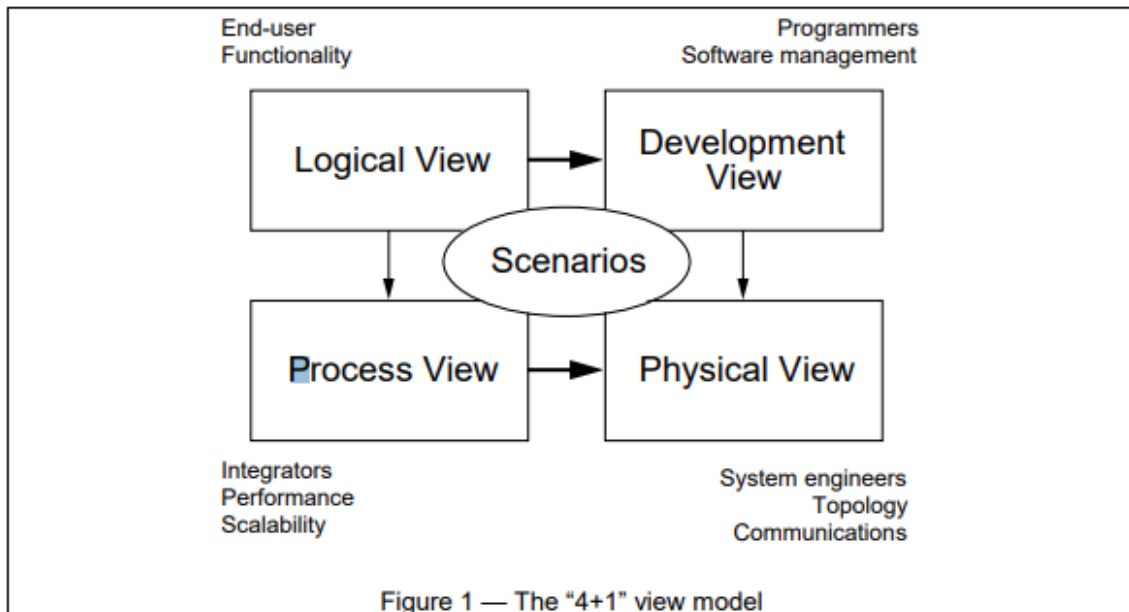 End-user
Functionality
Programmers
Software management
Logical View
Development
View
Scenarios
Process View
Physical View
Integrators
Performance
Scalability
System engineers
Topology
Communications
Figure 1 — The “4+1” view model